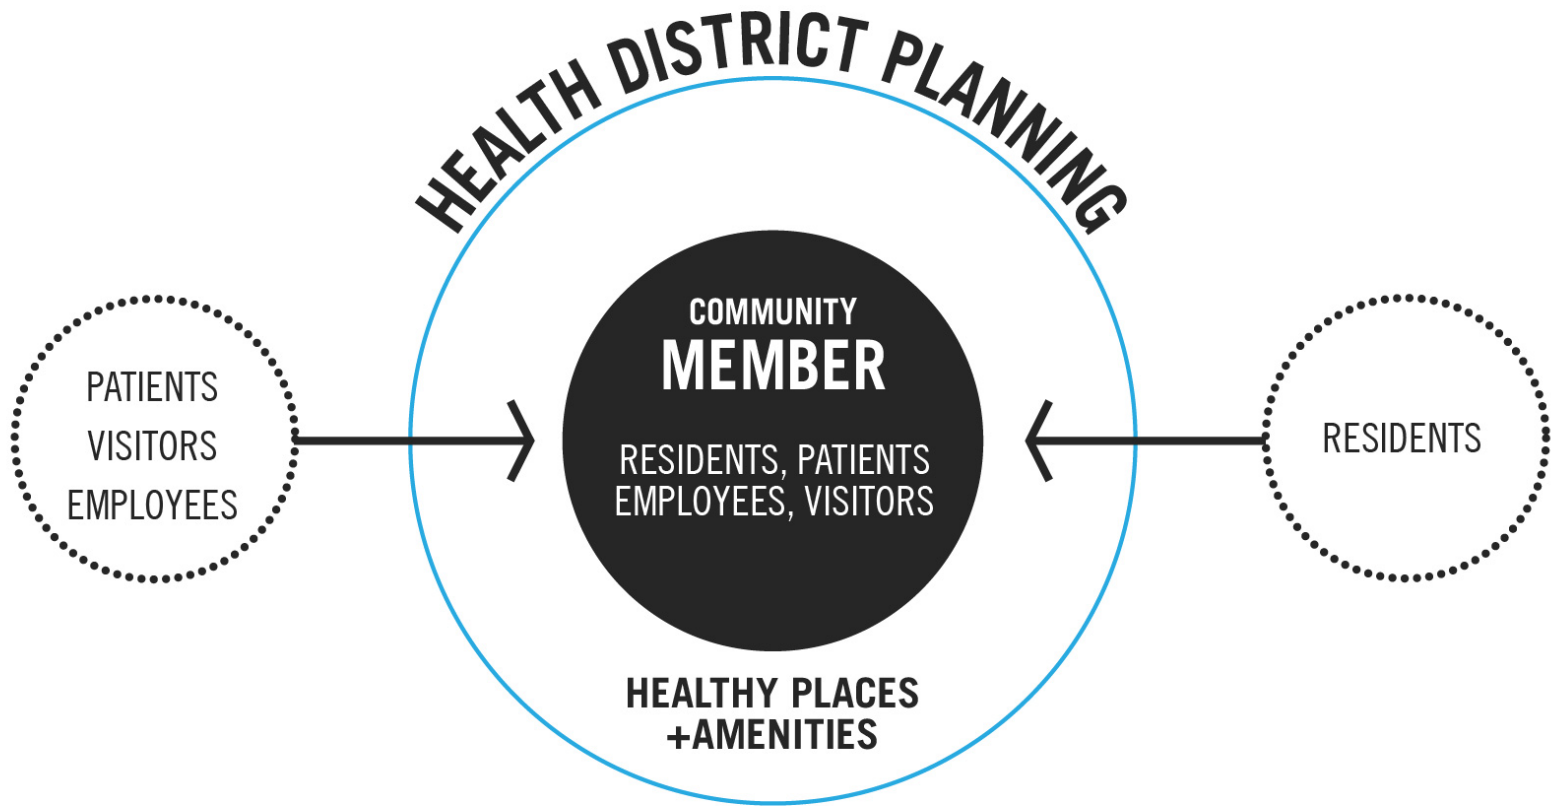 HEALTH DISTRICT PLANNING
PATIENTS
VISITORS
EMPLOYEES
COMMUNITY
MEMBER
RESIDENTS, PATIENTS
EMPLOYEES, VISITORS
HEALTHY PLACES
+AMENITIES
RESIDENTS